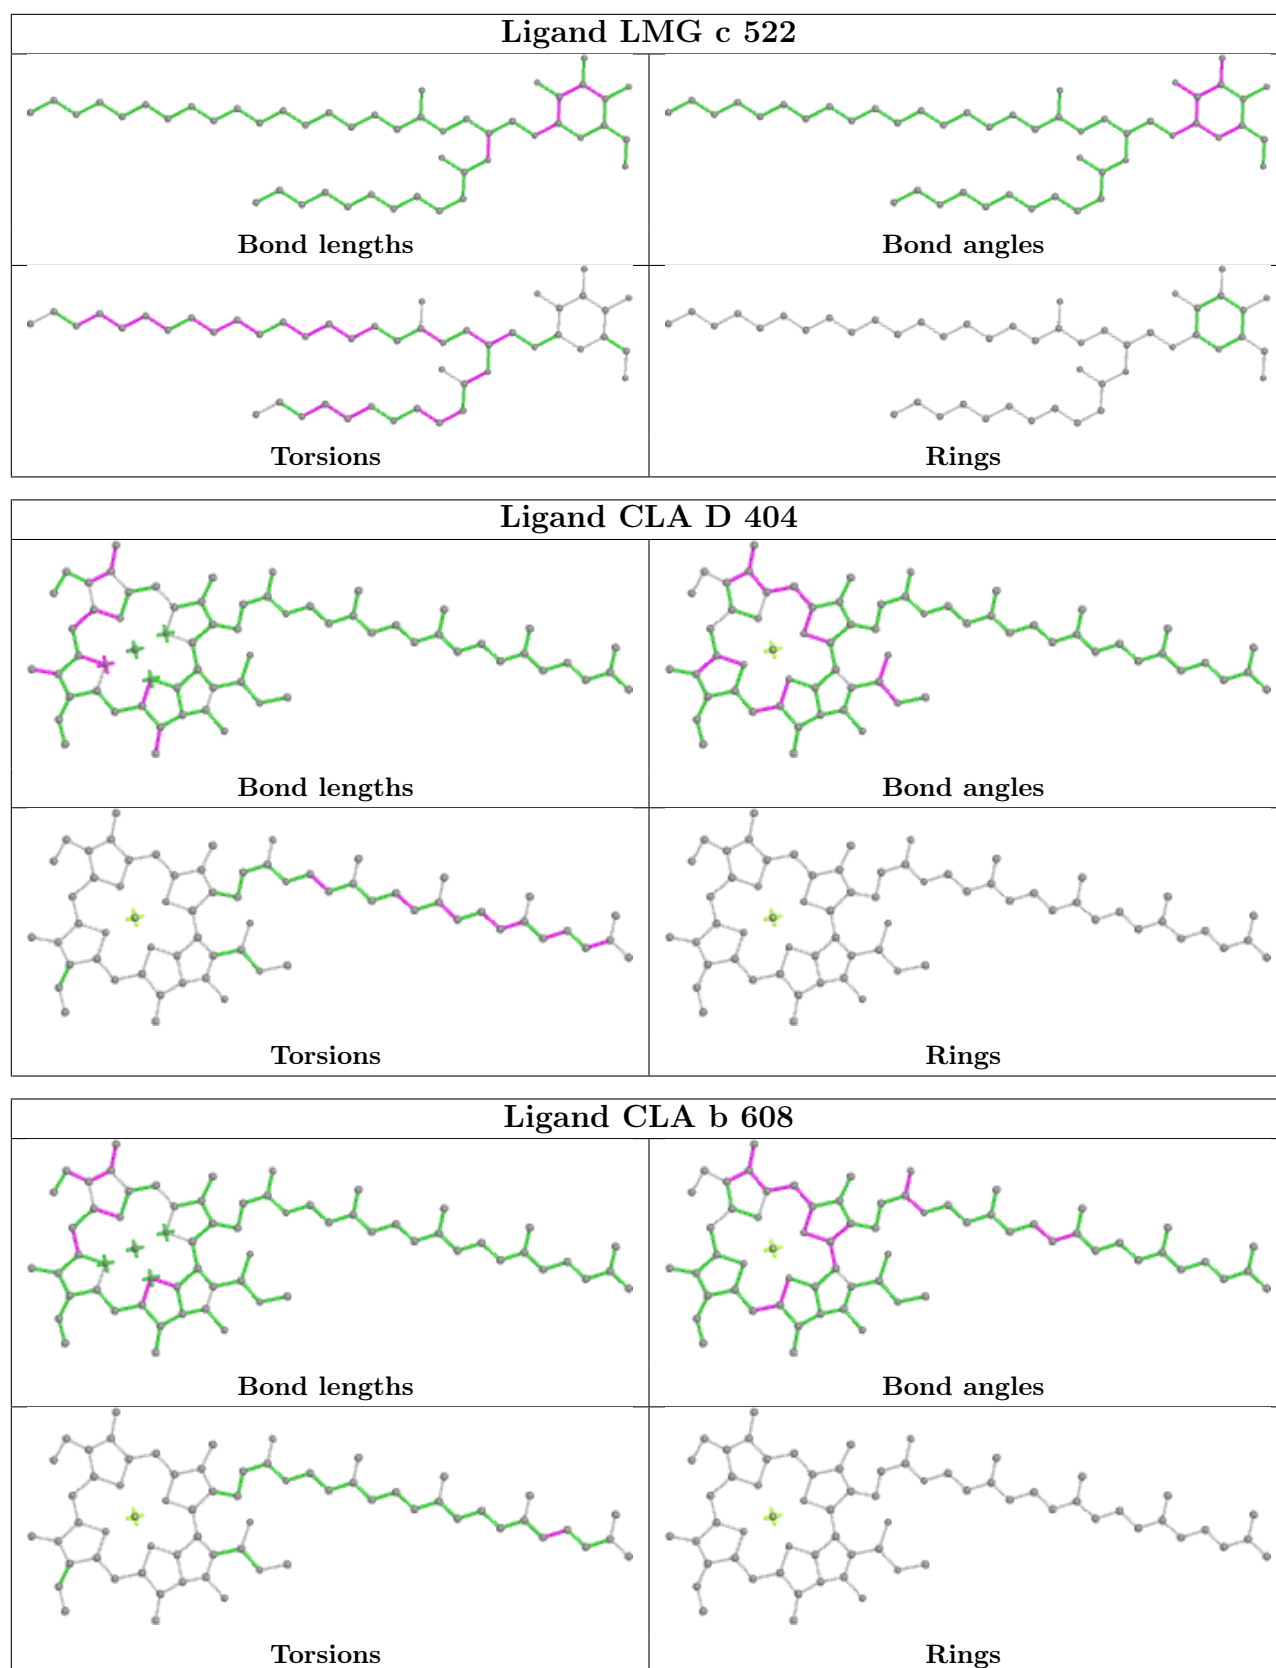 Ligand LMG c 522
Bond lengths
Bond angles
Torsions
Rings
Ligand CLA D 404
Bond lengths
Bond angles
Torsions
Rings
Ligand CLA b 608
Bond lengths
Bond angles
Torsions
Rings